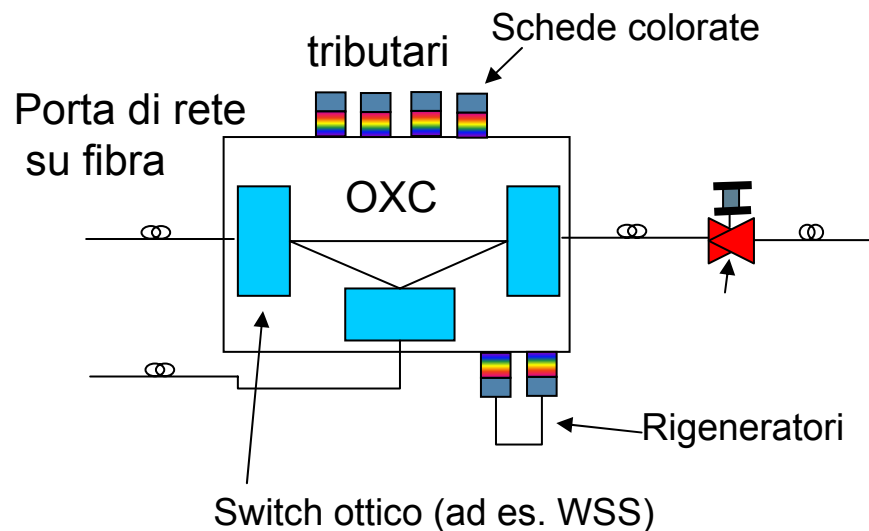 Schede colorate
tributari
Porta di rete
su fibra
OXC
Rigeneratori
Switch ottico (ad es. WSS)